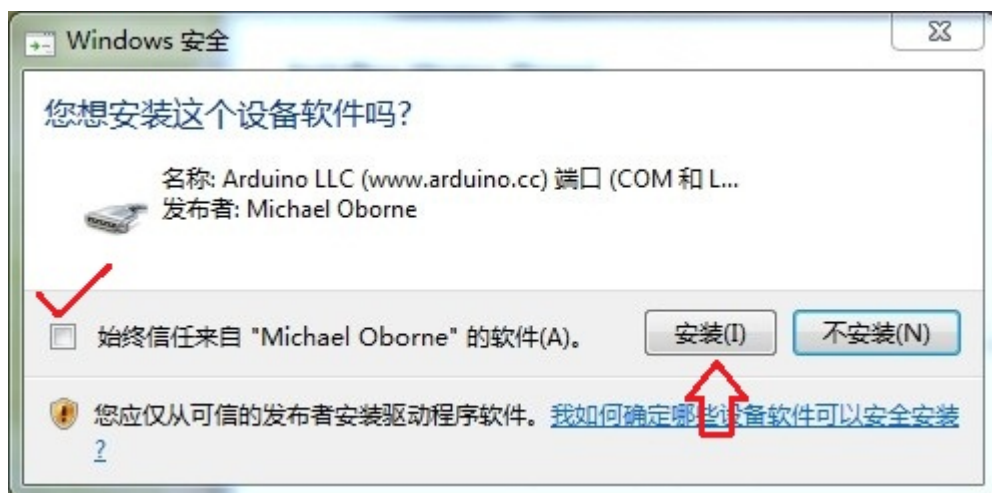 Windows 安全
您想安装这个设备软件吗?
名称: Arduino LLC (www.arduino.cc) 端口 (COM 和 L...
发布者: Michael Oborne
始终信任来自 "Michael Oborne" 的软件(A)。
安装(I)
不安装(N)
您应仅从可信的发布者安装驱动程序软件。我如何确定哪些设备软件可以安全安装
?